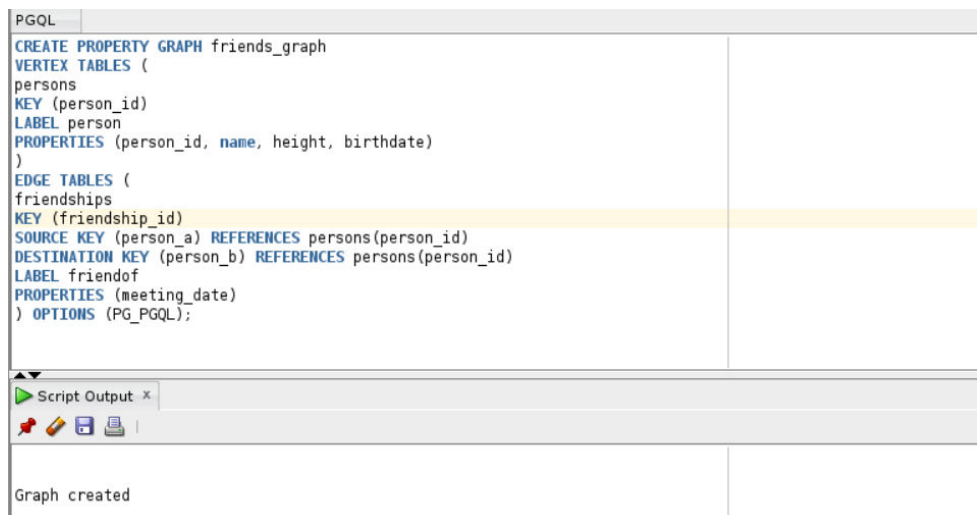 PGQL
CREATE PROPERTY GRAPH friends_graph
VERTEX TABLES (
persons
KEY (person_id)
LABEL person
PROPERTIES (person_id, name, height, birthdate)
)
EDGE TABLES (
friendships
KEY (friendship_id)
SOURCE KEY (person_a) REFERENCES persons(person_id)
DESTINATION KEY (person_b) REFERENCES persons(person_id)
LABEL friendof
PROPERTIES (meeting_date)
) OPTIONS (PG_PGQL);
Script Output x
Graph created